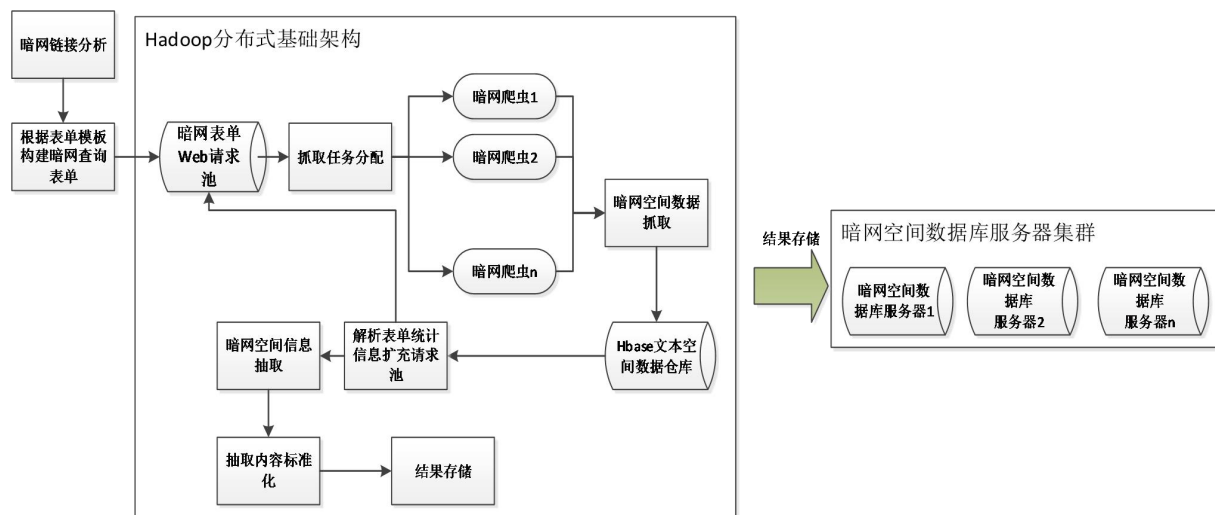 暗网链接分析
根据表单模板
构建暗网查询
表单
Hadoop分布式基础架构
暗网表单
Web请求
池
抓取任务分配
暗网爬虫1
暗网爬虫2
暗网爬虫n
暗网空间数据
抓取
Hbase文本空
间数据仓库
解析表单统计
信息扩充请求
池
暗网空间信息
抽取
抽取内容标准
化
结果存储
结果存储
暗网空间数据库服务器集群
暗网空间数
据库服务器1
暗网空间数
据库
服务器2
暗网空间数
据库
服务器n